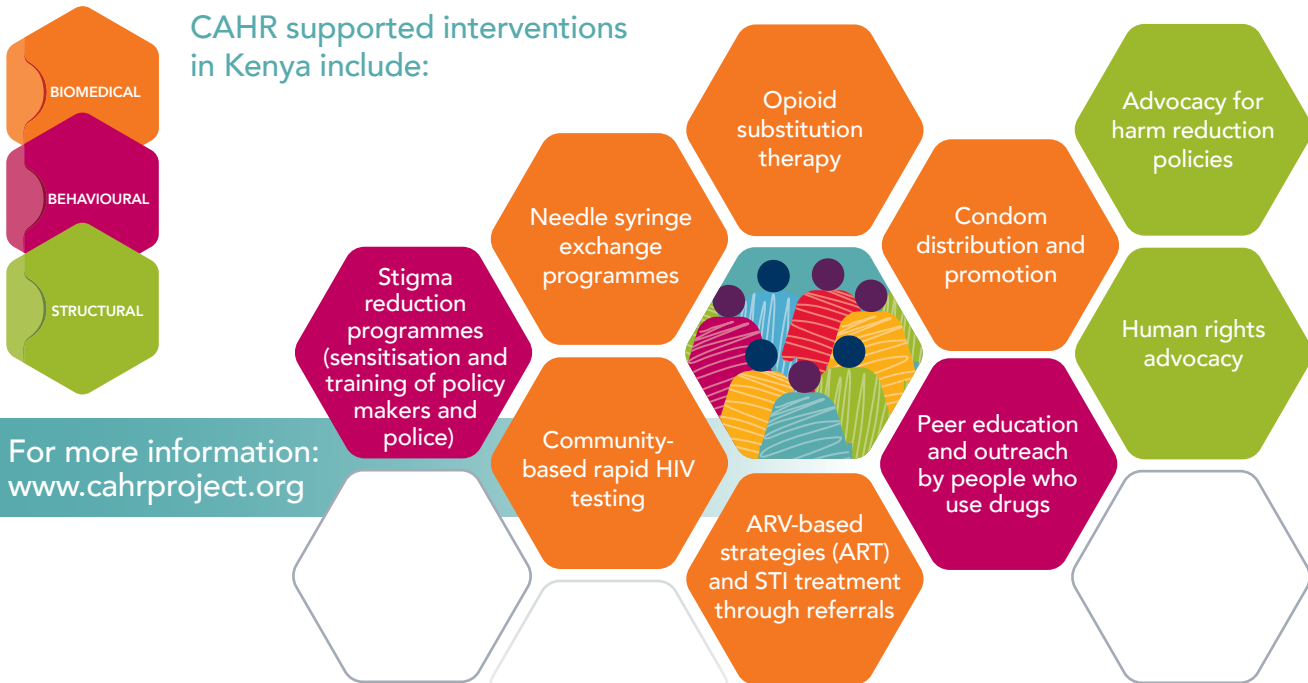 CAHR supported interventions
in Kenya include:
BIOMEDICAL
BEHAVIOURAL
STRUCTURAL
Opioid
substitution
therapy
Advocacy for
harm reduction
policies
Needle syringe
exchange
programmes
Condom
distribution and
promotion
Stigma
reduction
programmes
(sensitisation and
training of policy
makers and
police)
Human rights
advocacy
Community-
based rapid HIV
testing
Peer education
and outreach
by people who
use drugs
ARV-based
strategies (ART)
and STI treatment
through referrals
For more information:
www.cahrproject.org